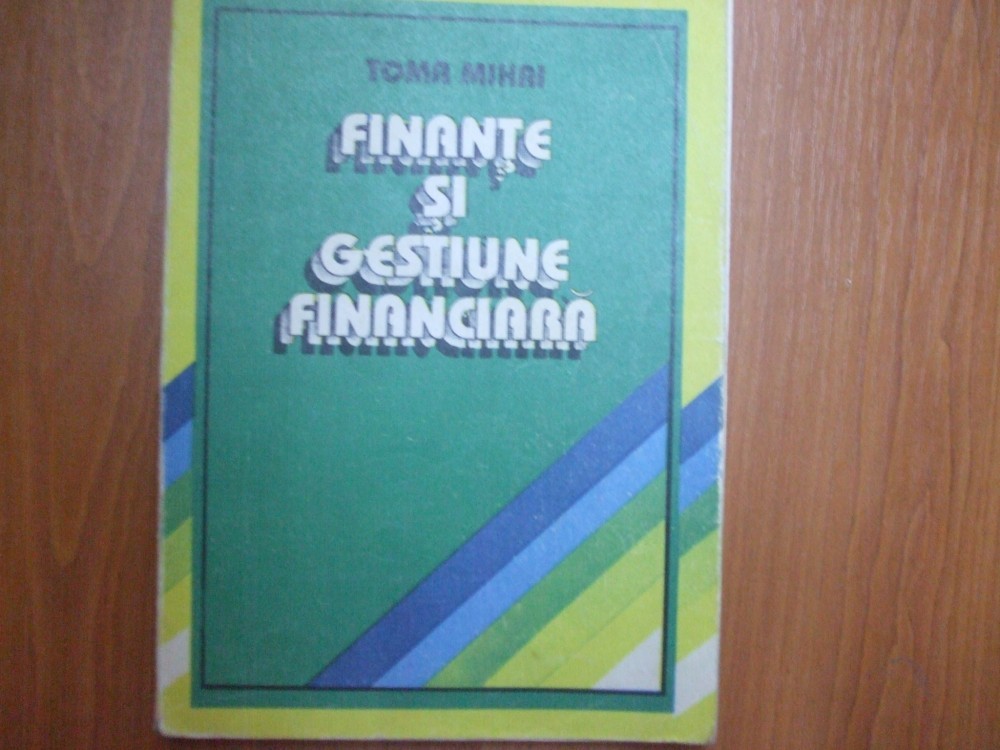 TOMA MIHAI
FINANȚE
ȘI
GESTIUNE
FINANCIARĂ